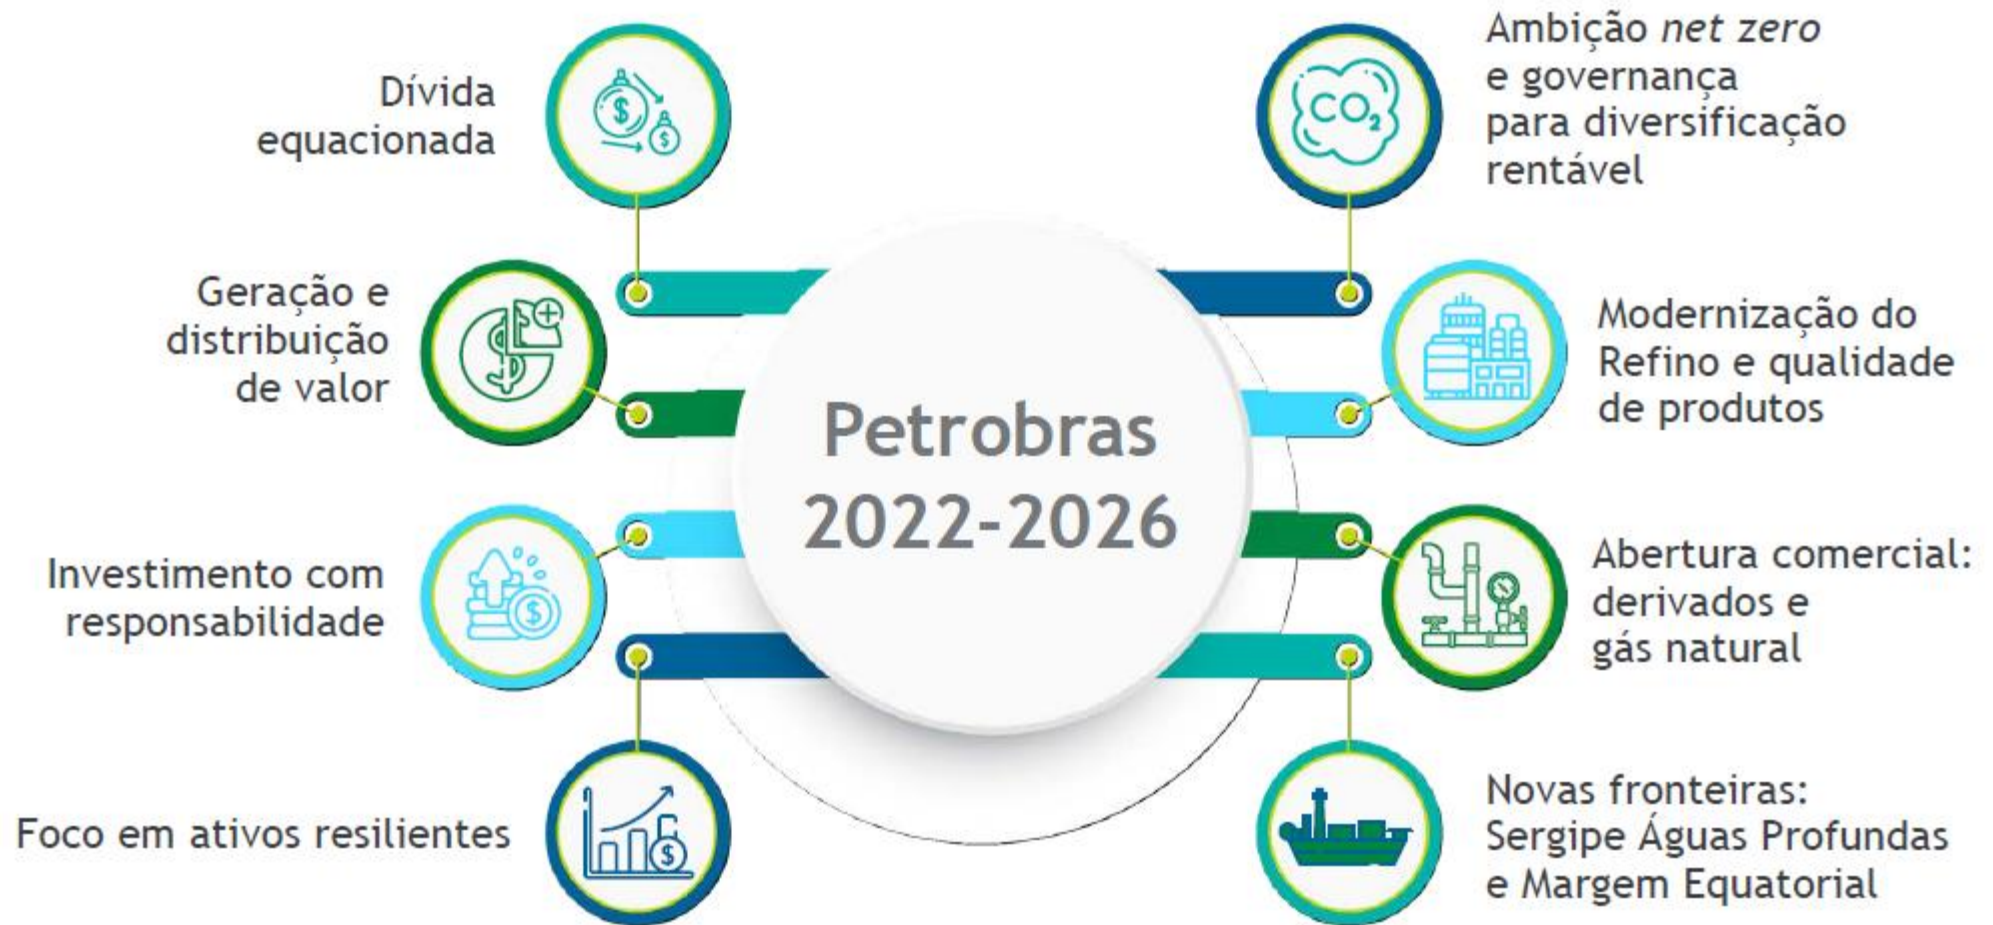 Dívida
equacionada
Geração e
distribuição
de valor
Investimento com
responsabilidade
Foco em ativos resilientes
Petrobras
2022-2026
Ambição net zero
e governança
para diversificação
rentável
CO2
Modernização do
Refino e qualidade
de produtos
Abertura comercial:
derivados e
gás natural
Novas fronteiras:
Sergipe Águas Profundas
e Margem Equatorial